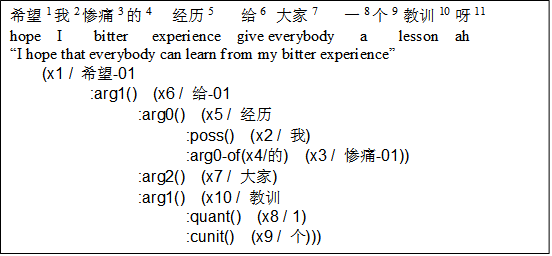 希望 1 我 2 惨痛 3 的 4 经历 5 给 6 大家 7 一 8 个 9 教训 10 呀 11
hope I bitter experience give everybody a lesson ah
“I hope that everybody can learn from my bitter experience”
(x1 / 希望-01
:arg1() (x6 / 给-01
:arg0() (x5 / 经历
:poss() (x2 / 我)
:arg0-of(x4/的) (x3 / 惨痛-01))
:arg2() (x7 / 大家)
:arg1() (x10 / 教训
:quant() (x8 / 1)
:cunit() (x9 / 个)))